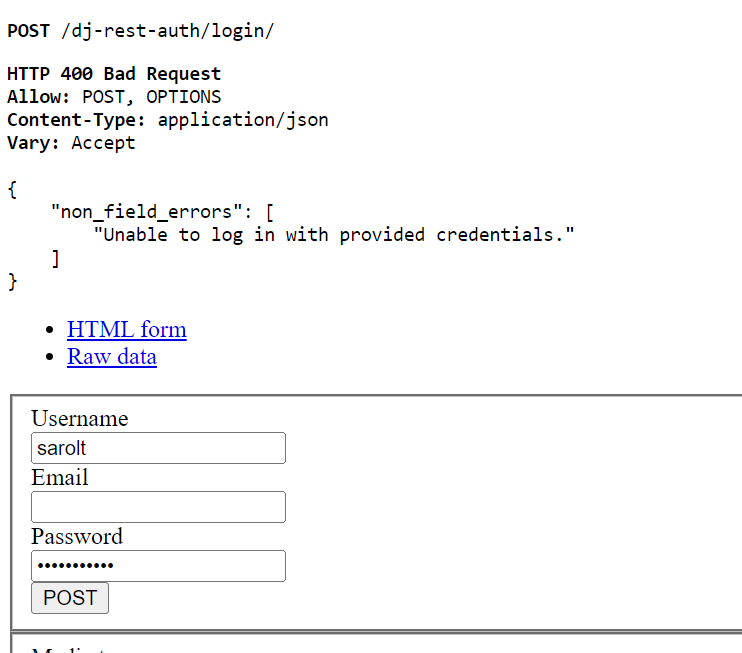 POST /dj-rest-auth/login/
HTTP 400 Bad Request
Allow: POST, OPTIONS
Content-Type: application/json
Vary: Accept
{
"non_field_errors": [
"Unable to log in with provided credentials."
]
}
HTML form
Raw data
Username
sarolt
Email
Password
•••••••••••
POST